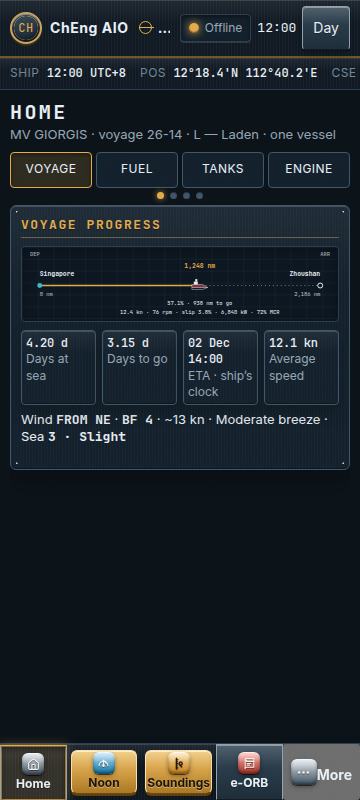 CH ChEng AIO ... Offline 12:00 Day
SHIP 12:00 UTC+8 POS 12°18.4'N 112°40.2'E CSE
HOME
MV GIORGIS · voyage 26-14 · L — Laden · one vessel
VOYAGE FUEL TANKS ENGINE
VOYAGE PROGRESS
DEP ARR
1,248 nm
Singapore Zhoushan
0 nm 2,186 nm
57.1% · 938 nm to go
12.4 kn · 76 rpm · slip 3.8% · 6,840 kW · 72% MCR
4.20 d
Days at
sea
3.15 d
Days to go
02 Dec
14:00
ETA · ship's
clock
12.1 kn
Average
speed
Wind FROM NE · BF 4 · ~13 kn · Moderate breeze ·
Sea 3 · Slight
Home Noon Soundings e-ORB ... More